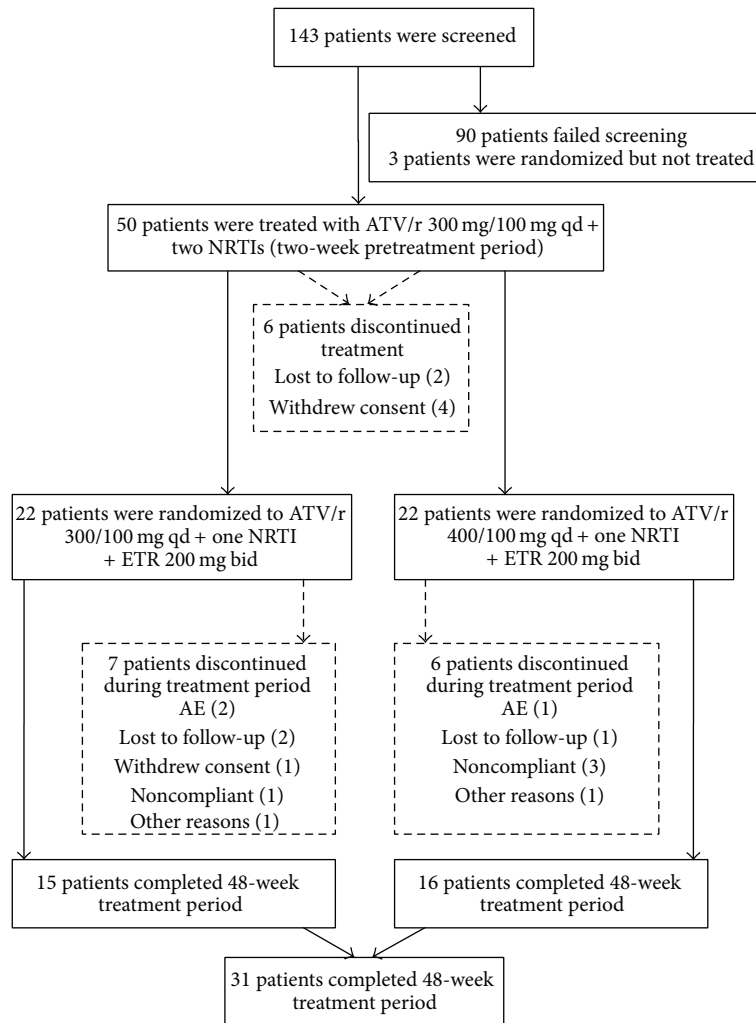 143 patients were screened
90 patients failed screening
3 patients were randomized but not treated
50 patients were treated with ATV/r 300 mg/100 mg qd +
two NRTIs (two-week pretreatment period)
6 patients discontinued
treatment
Lost to follow-up (2)
Withdrew consent (4)
22 patients were randomized to ATV/r
300/100 mg qd + one NRTI
+ ETR 200 mg bid
22 patients were randomized to ATV/r
400/100 mg qd + one NRTI
+ ETR 200 mg bid
7 patients discontinued
during treatment period
AE (2)
Lost to follow-up (2)
Withdrew consent (1)
Noncompliant (1)
Other reasons (1)
6 patients discontinued
during treatment period
AE (1)
Lost to follow-up (1)
Noncompliant (3)
Other reasons (1)
15 patients completed 48-week
treatment period
16 patients completed 48-week
treatment period
31 patients completed 48-week
treatment period